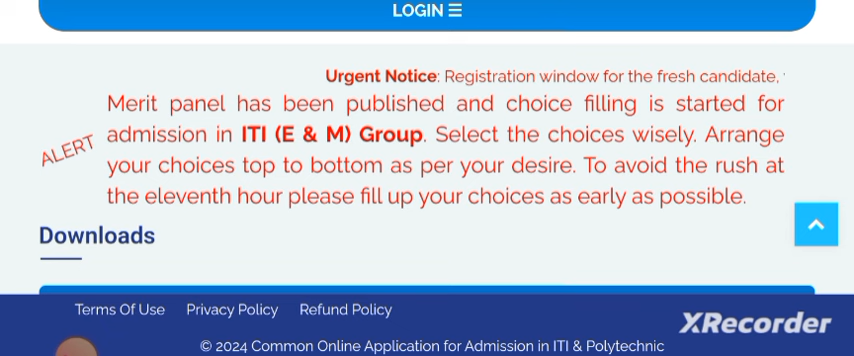 LOGIN ☰
Urgent Notice: Registration window for the fresh candidate,
Merit panel has been published and choice filling is started for
admission in ITI (E & M) Group. Select the choices wisely. Arrange
ALERT
your choices top to bottom as per your desire. To avoid the rush at
the eleventh hour please fill up your choices as early as possible.
Downloads
Terms Of Use Privacy Policy Refund Policy
XRecorder
© 2024 Common Online Application for Admission in ITI & Polytechnic